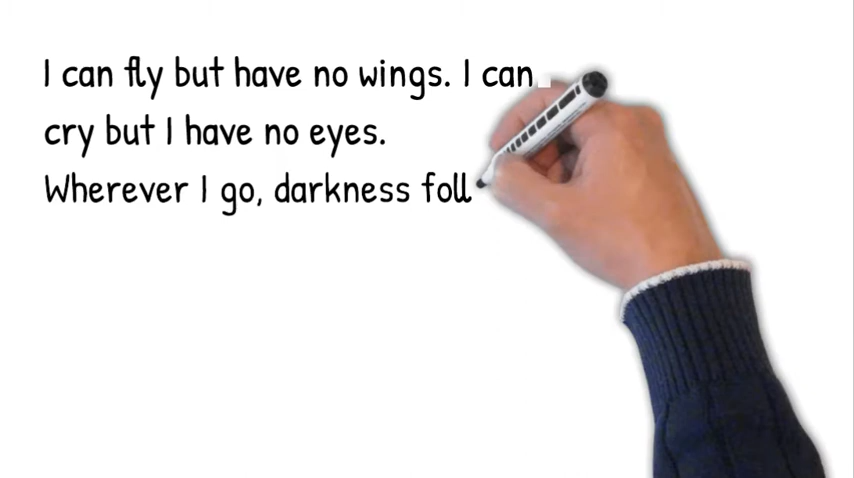 I can fly but have no wings. I can
cry but I have no eyes.
Wherever I go, darkness foll